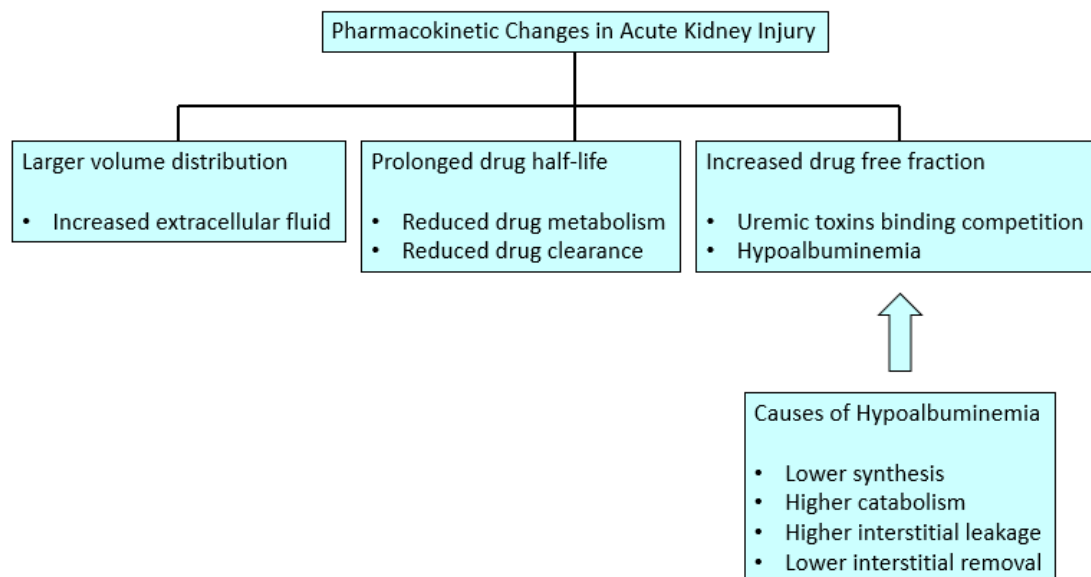 Pharmacokinetic Changes in Acute Kidney Injury
Larger volume distribution
• Increased extracellular fluid
Prolonged drug half-life
• Reduced drug metabolism
• Reduced drug clearance
Increased drug free fraction
• Uremic toxins binding competition
• Hypoalbuminemia
Causes of Hypoalbuminemia
• Lower synthesis
• Higher catabolism
• Higher interstitial leakage
• Lower interstitial removal